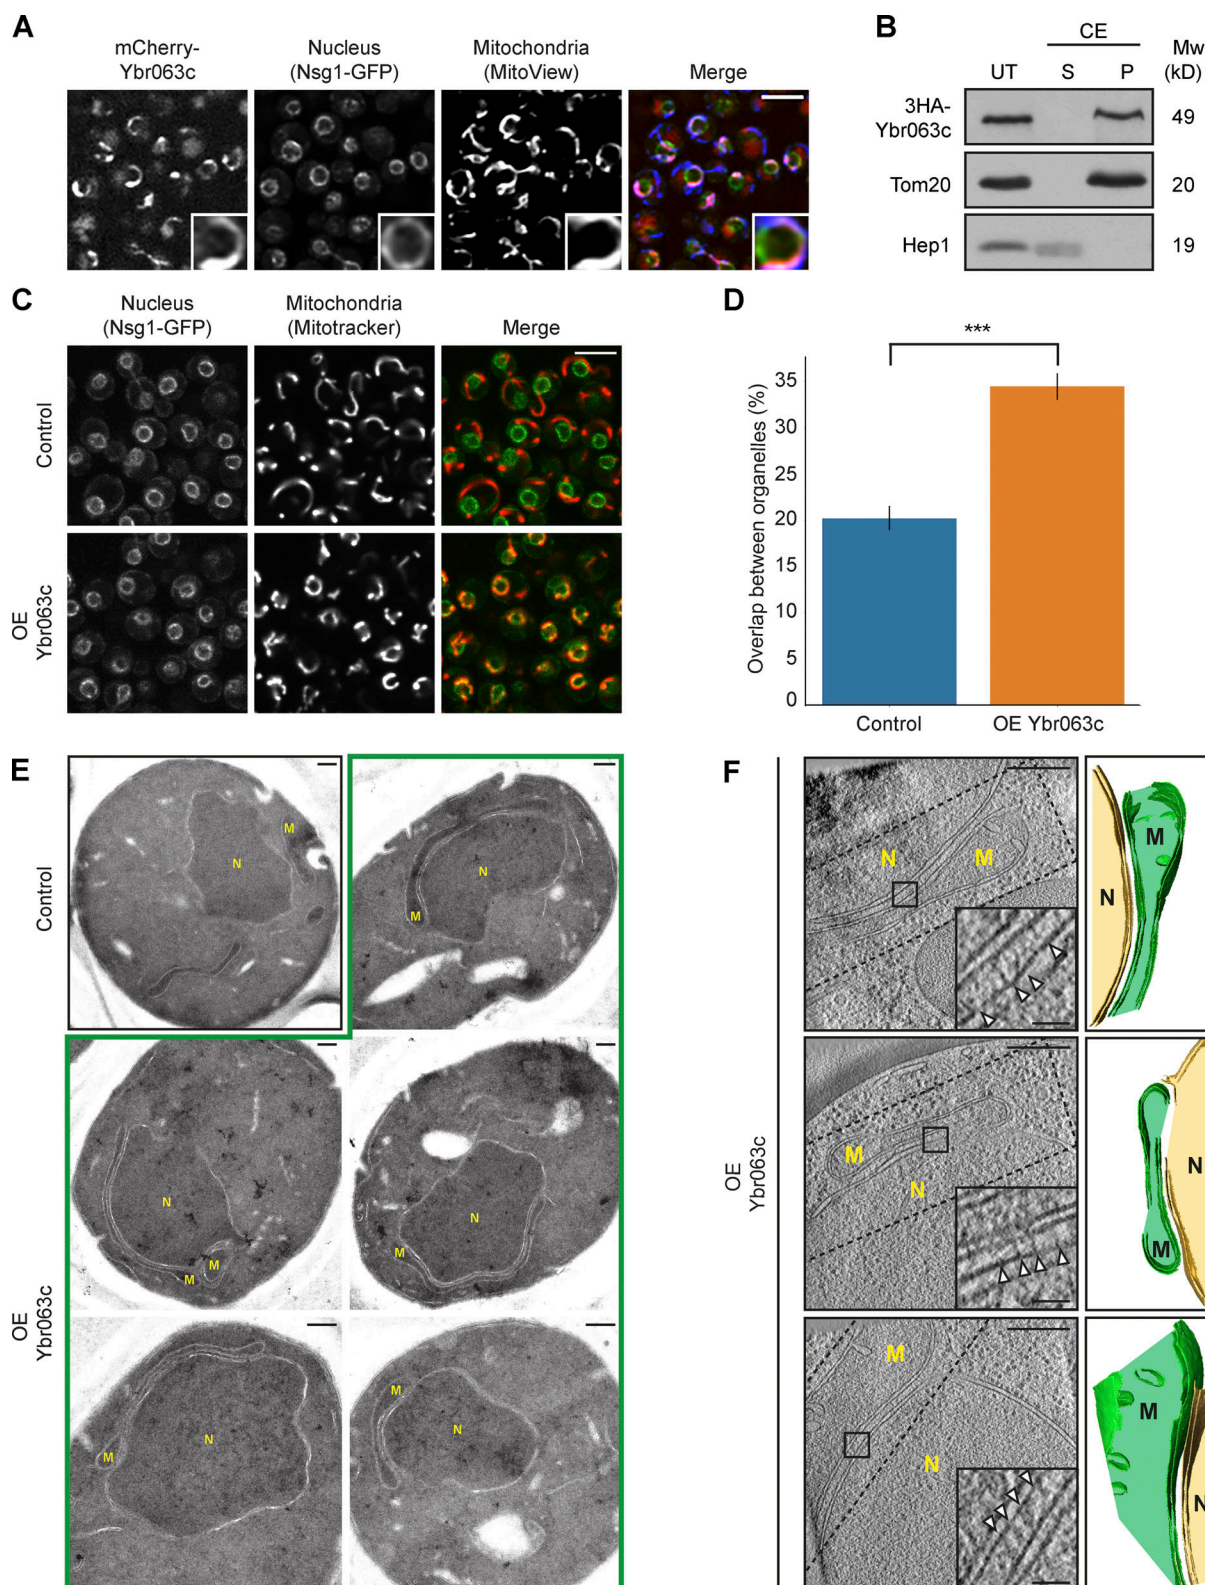 A
mCherry-
Ybr063c
Nucleus
(Nsg1-GFP)
Mitochondria
(MitoView)
Merge
B
CE
UT
S
P
Mw
(kD)
3HA-
Ybr063c
49
Tom20
20
Hep1
19
C
Nucleus
(Nsg1-GFP)
Mitochondria
(Mitotracker)
Merge
Control
OE
Ybr063c
D
***
Overlap between organelles (%)
35
30
25
20
15
10
5
0
Control
OE Ybr063c
E
Control
N
M
N
M
OE
Ybr063c
N
M
M
N
M
N
M
M
N
F
OE
Ybr063c
N
M
N
M
M
N
N
M
M
N
M
N